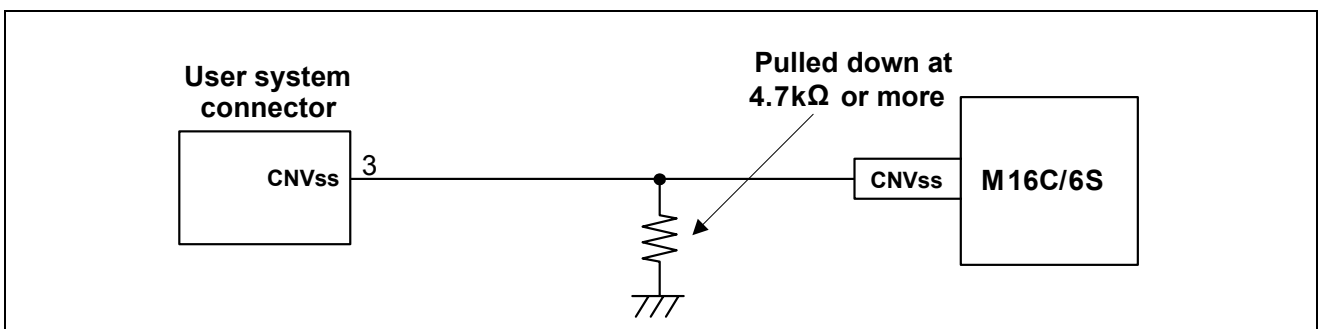 User system
connector
Pulled down at
4.7kΩ or more
CNVss
3
CNVss
M16C/6S